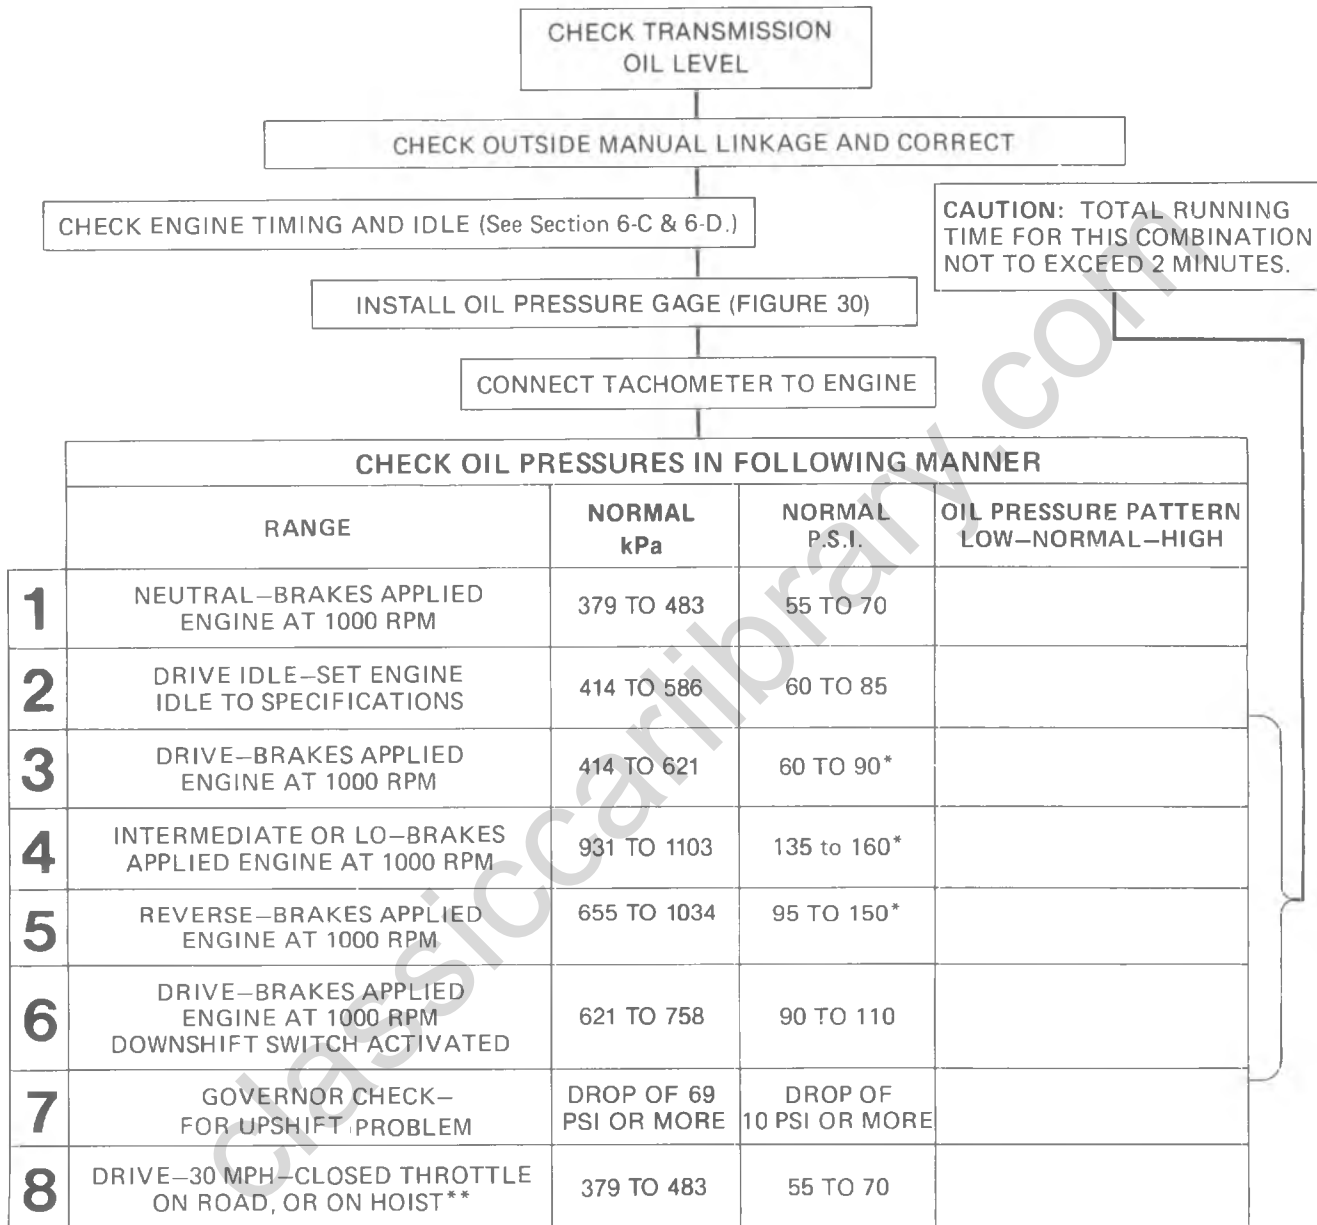 CHECK TRANSMISSION
OIL LEVEL
CHECK OUTSIDE MANUAL LINKAGE AND CORRECT
CHECK ENGINE TIMING AND IDLE (See Section 6-C & 6-D.)
CAUTION: TOTAL RUNNING
TIME FOR THIS COMBINATION
NOT TO EXCEED 2 MINUTES.
INSTALL OIL PRESSURE GAGE (FIGURE 30)
CONNECT TACHOMETER TO ENGINE
CHECK OIL PRESSURES IN FOLLOWING MANNER
RANGE
NORMAL
kPa
NORMAL
P.S.I.
OIL PRESSURE PATTERN
LOW–NORMAL–HIGH
1
NEUTRAL–BRAKES APPLIED
ENGINE AT 1000 RPM
379 TO 483
55 TO 70
2
DRIVE IDLE–SET ENGINE
IDLE TO SPECIFICATIONS
414 TO 586
60 TO 85
3
DRIVE–BRAKES APPLIED
ENGINE AT 1000 RPM
414 TO 621
60 TO 90*
4
INTERMEDIATE OR LO–BRAKES
APPLIED ENGINE AT 1000 RPM
931 TO 1103
135 to 160*
5
REVERSE–BRAKES APPLIED
ENGINE AT 1000 RPM
655 TO 1034
95 TO 150*
6
DRIVE–BRAKES APPLIED
ENGINE AT 1000 RPM
DOWNSHIFT SWITCH ACTIVATED
621 TO 758
90 TO 110
7
GOVERNOR CHECK–
FOR UPSHIFT PROBLEM
DROP OF 69
PSI OR MORE
DROP OF
10 PSI OR MORE
8
DRIVE–30 MPH–CLOSED THROTTLE
ON ROAD, OR ON HOIST**
379 TO 483
55 TO 70
classiccarlibrary.com